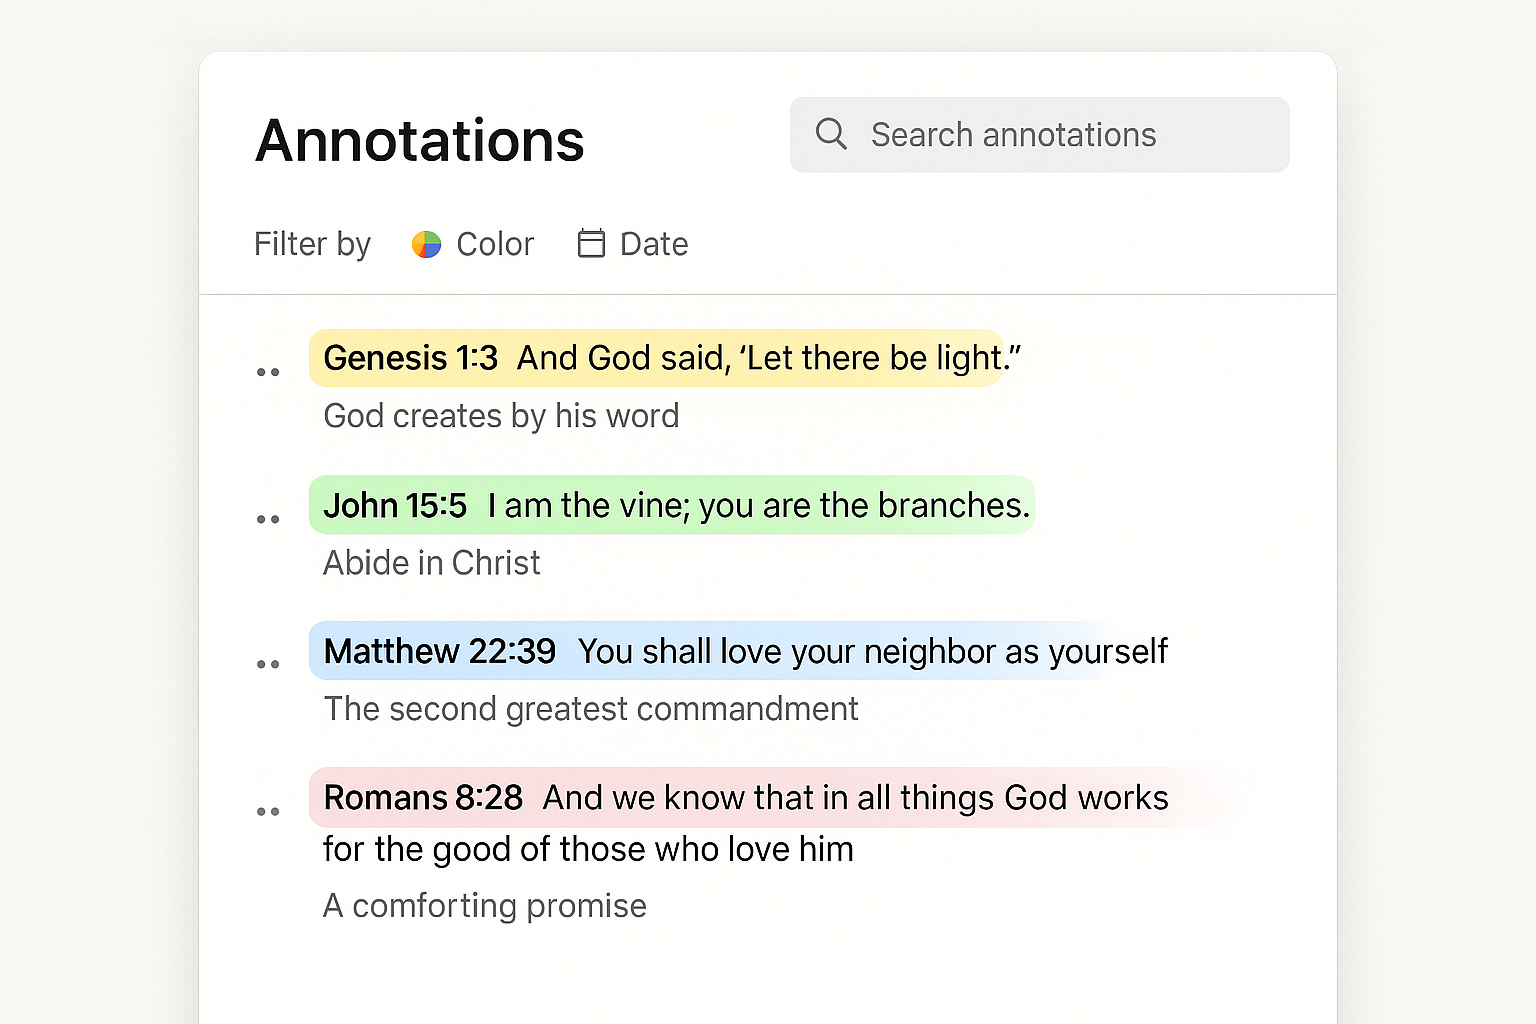 Annotations
Search annotations
Filter by Color Date
Genesis 1:3 And God said, ‘Let there be light.”
God creates by his word
John 15:5 I am the vine; you are the branches.
Abide in Christ
Matthew 22:39 You shall love your neighbor as yourself
The second greatest commandment
Romans 8:28 And we know that in all things God works
for the good of those who love him
A comforting promise